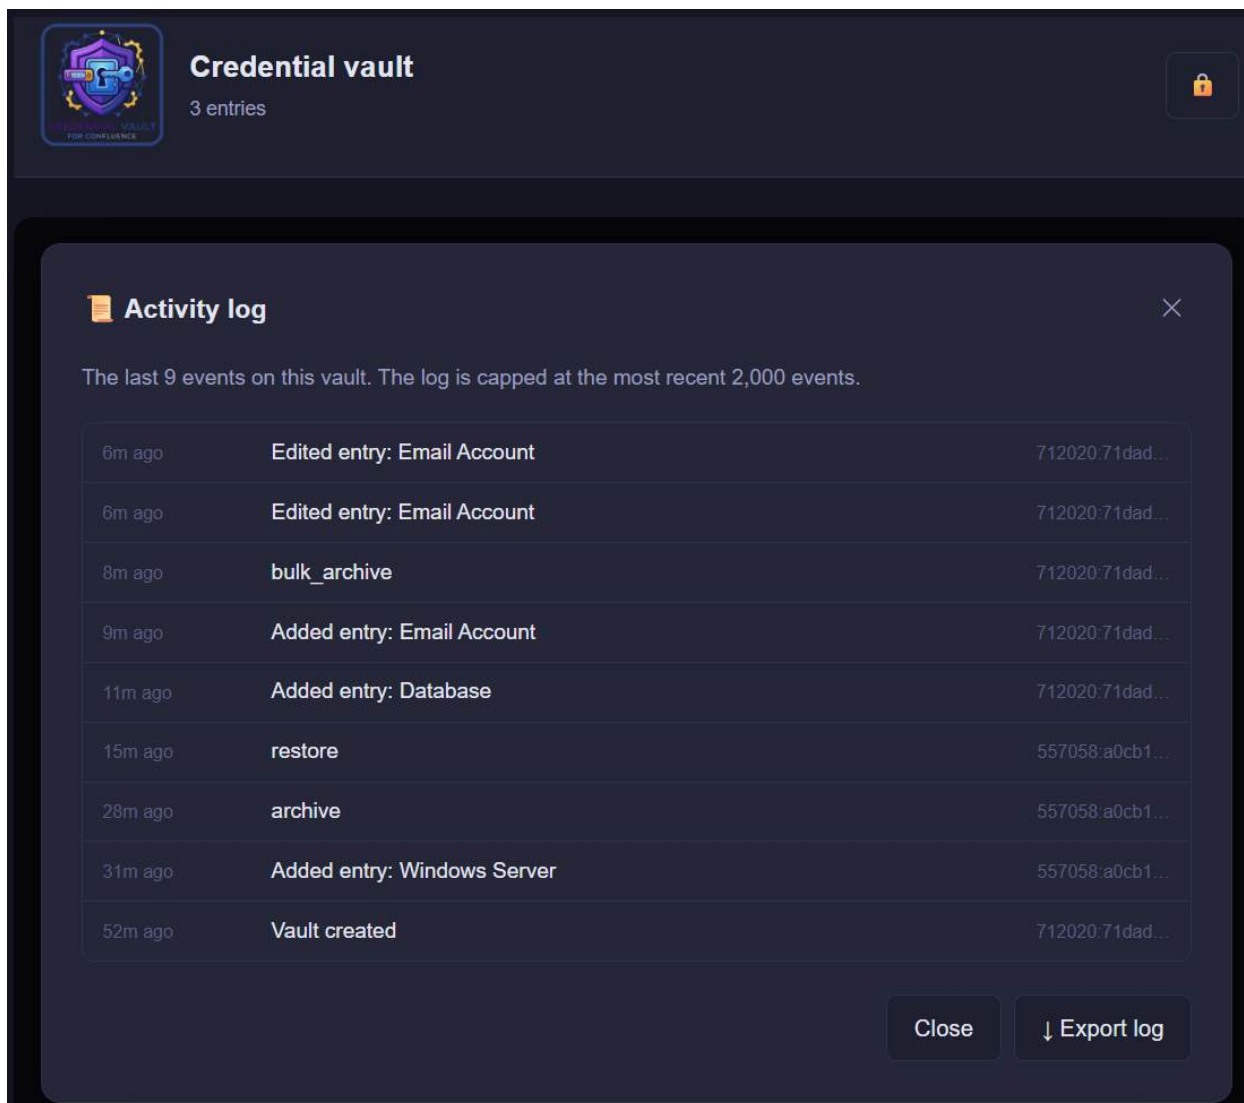 Credential vault
3 entries
CREDENTIAL VAULT
FOR CONFLUENCE
📜 Activity log
The last 9 events on this vault. The log is capped at the most recent 2,000 events.
6m ago Edited entry: Email Account 712020:71dad...
6m ago Edited entry: Email Account 712020:71dad...
8m ago bulk_archive 712020:71dad...
9m ago Added entry: Email Account 712020:71dad...
11m ago Added entry: Database 712020:71dad...
15m ago restore 557058:a0cb1...
28m ago archive 557058:a0cb1...
31m ago Added entry: Windows Server 557058:a0cb1...
52m ago Vault created 712020:71dad...
Close ↓ Export log